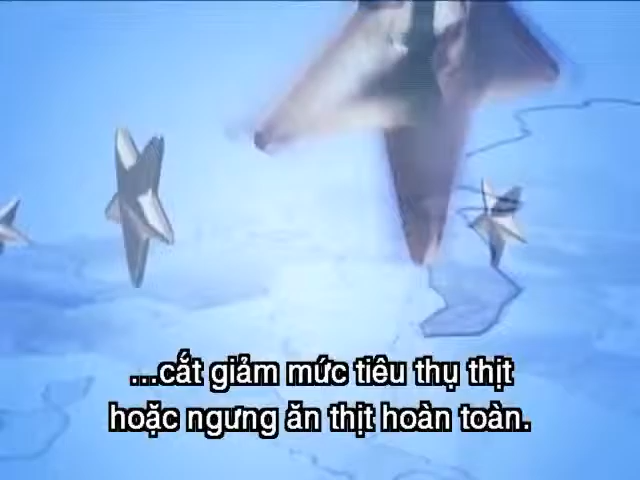 ...cắt giảm mức tiêu thụ thịt
hoặc ngưng ăn thịt hoàn toàn.